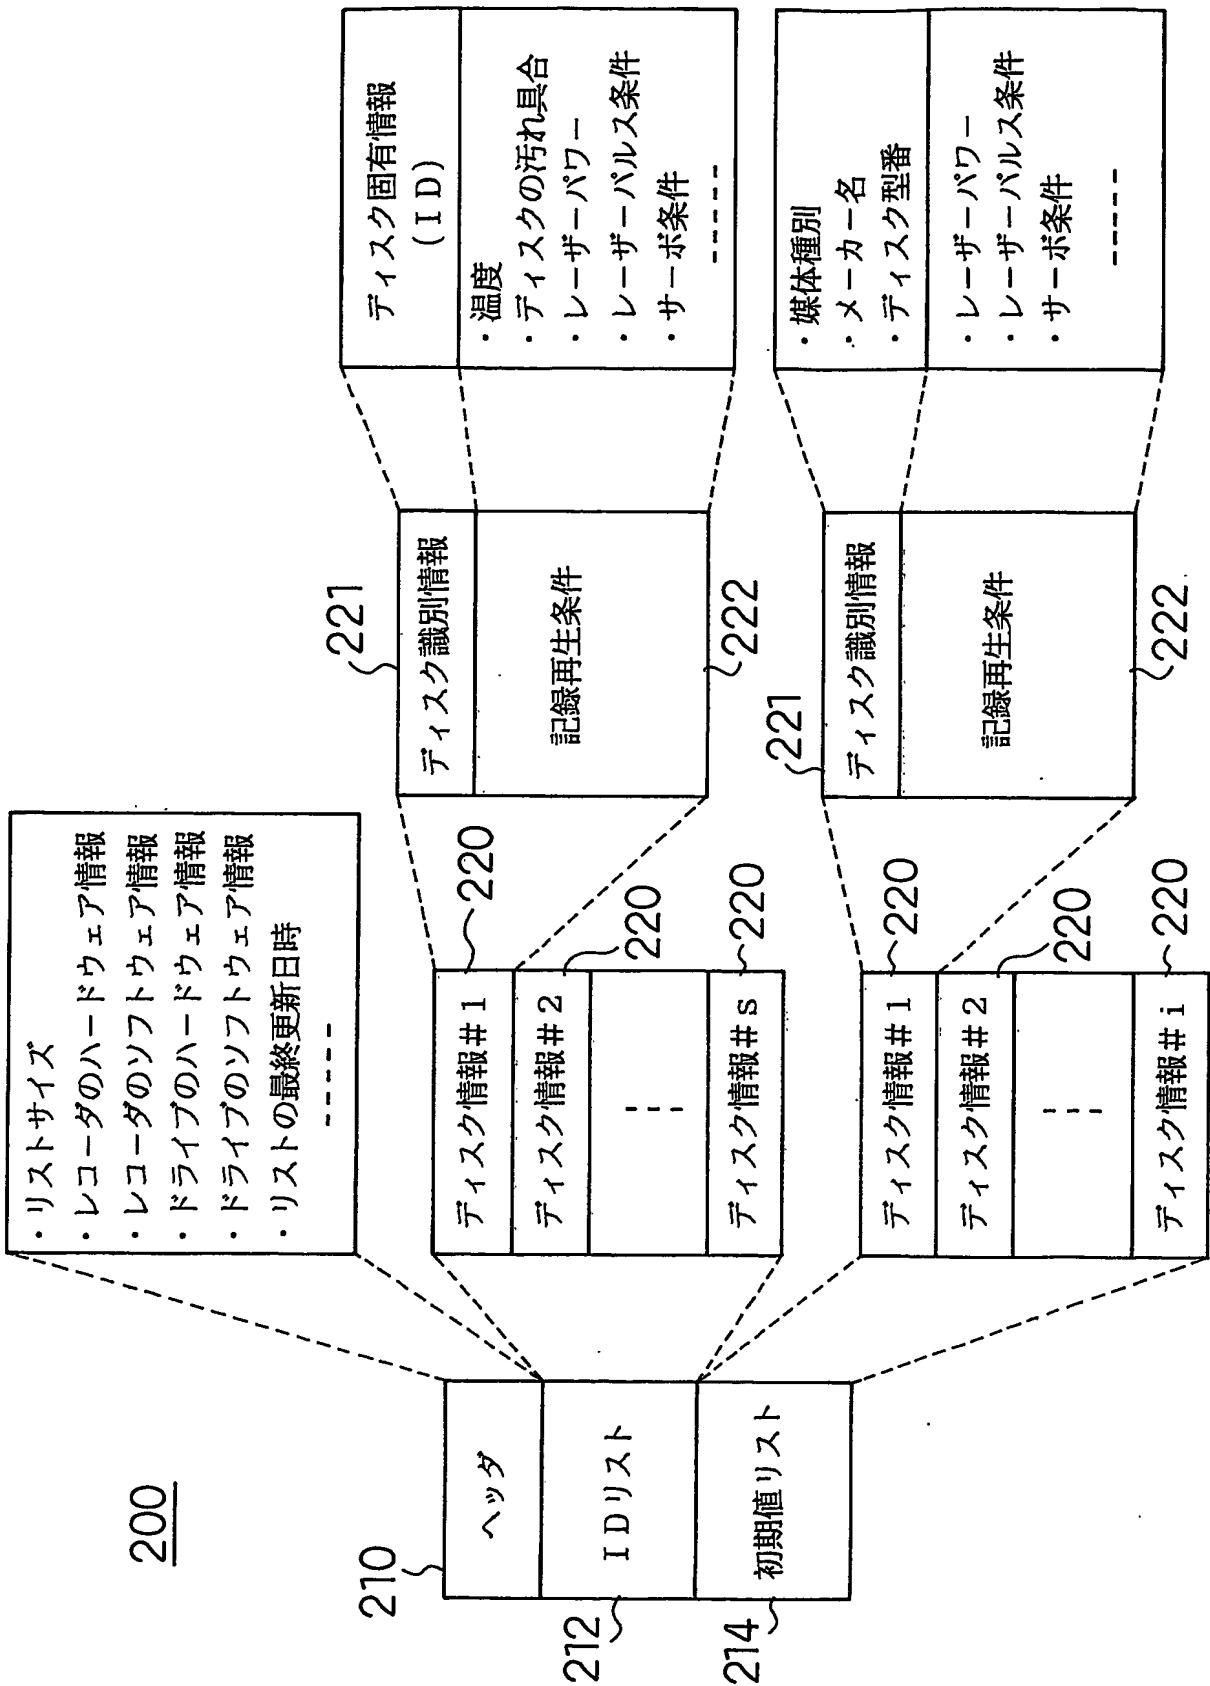 200
210
ヘッダ
212
IDリスト
214
初期値リスト
・リストサイズ
・レコーダのハードウェア情報
・レコーダのソフトウェア情報
・ドライブのハードウェア情報
・ドライブのソフトウェア情報
・リストの最終更新日時
ディスク情報#1
220
ディスク情報#2
220
ディスク情報#s
220
ディスク情報#1
220
ディスク情報#2
220
ディスク情報#i
220
221
ディスク識別情報
記録再生条件
222
221
ディスク識別情報
記録再生条件
222
ディスク固有情報
(ID)
・温度
・ディスクの汚れ具合
・レーザーパワー
・レーザーパルス条件
・サーボ条件
・媒体種別
・メーカー名
・ディスク型番
・レーザーパワー
・レーザーパルス条件
・サーボ条件